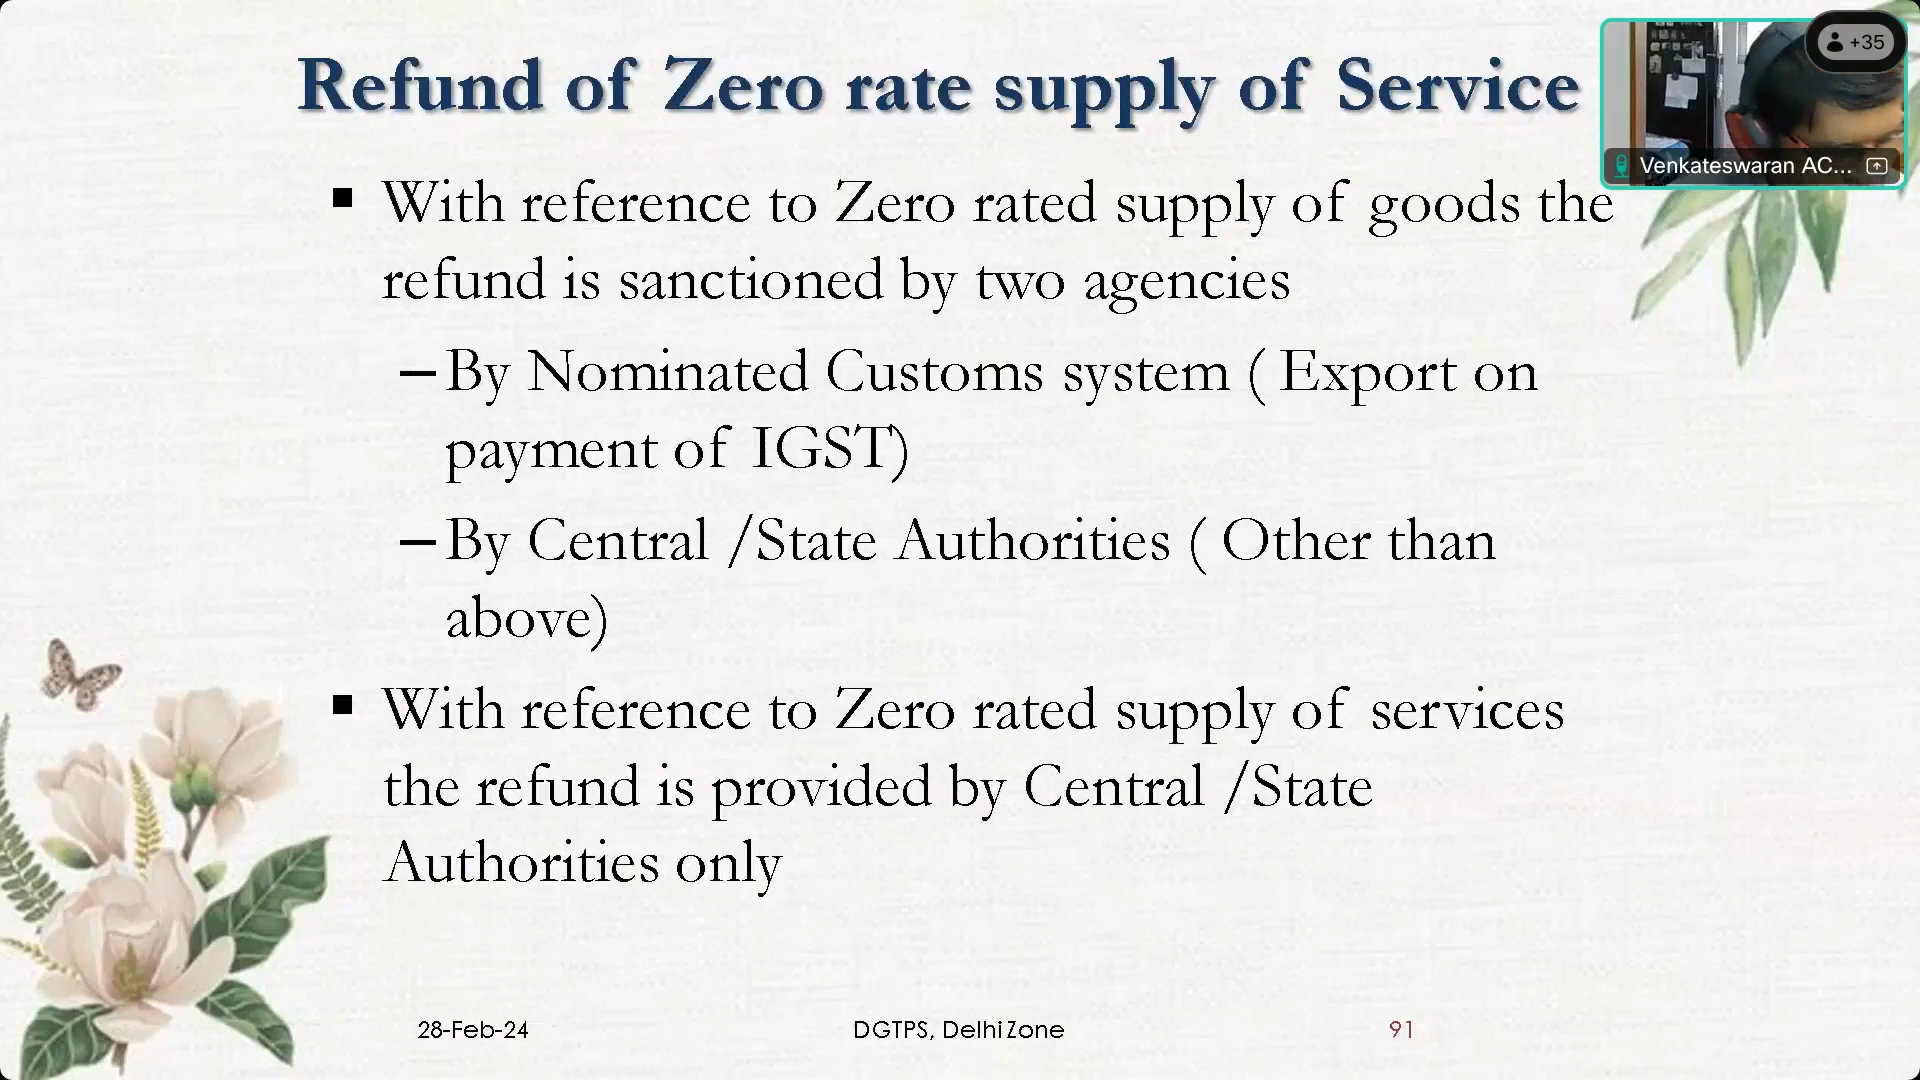 Refund of Zero rate supply of Service
+35
Venkateswaran AC...
▪ With reference to Zero rated supply of goods the
refund is sanctioned by two agencies
– By Nominated Customs system ( Export on
payment of IGST)
– By Central /State Authorities ( Other than
above)
▪ With reference to Zero rated supply of services
the refund is provided by Central /State
Authorities only
28-Feb-24
DGTPS, Delhi Zone
91